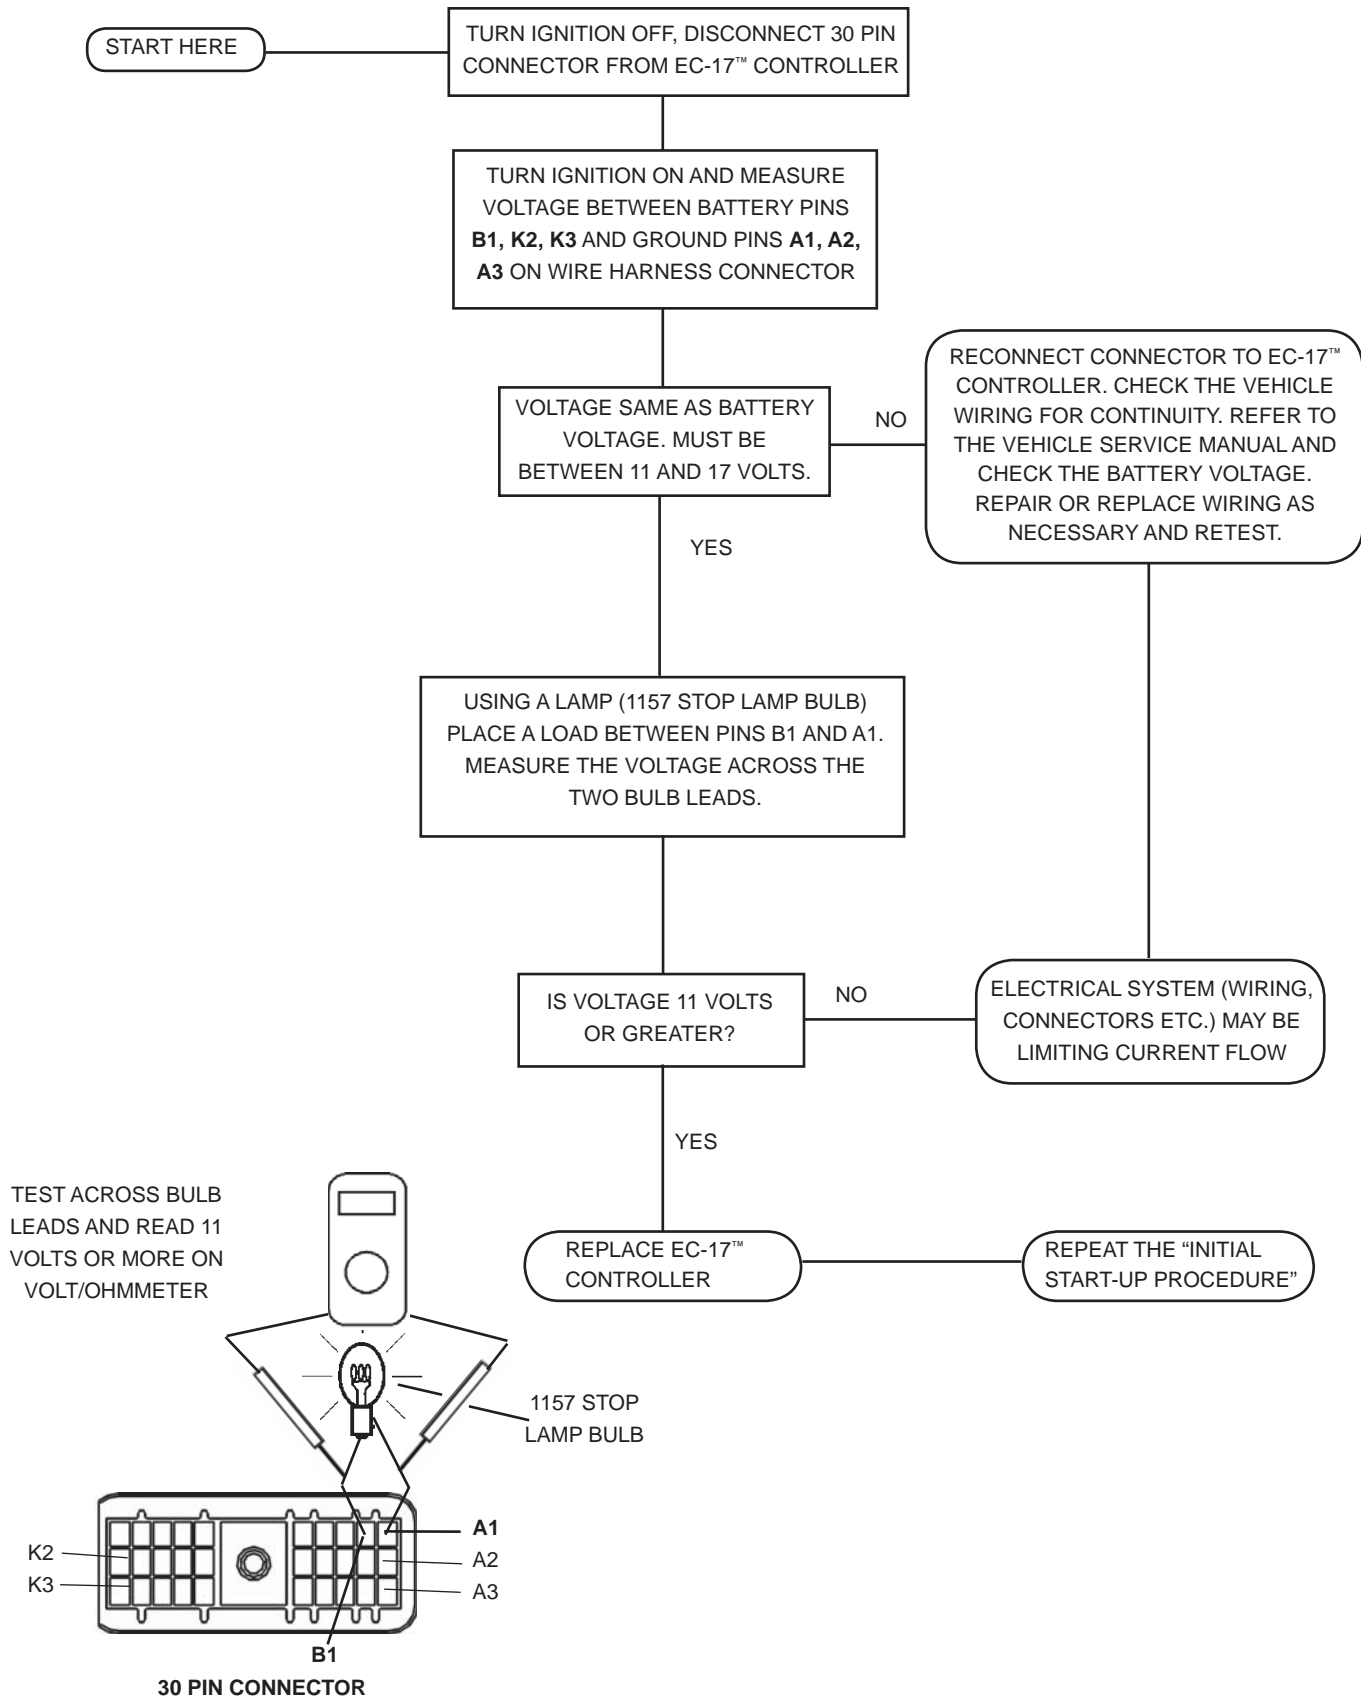 START HERE
TURN IGNITION OFF, DISCONNECT 30 PIN
CONNECTOR FROM EC-17™ CONTROLLER
TURN IGNITION ON AND MEASURE
VOLTAGE BETWEEN BATTERY PINS
B1, K2, K3 AND GROUND PINS A1, A2,
A3 ON WIRE HARNESS CONNECTOR
VOLTAGE SAME AS BATTERY
VOLTAGE. MUST BE
BETWEEN 11 AND 17 VOLTS.
NO
RECONNECT CONNECTOR TO EC-17™
CONTROLLER. CHECK THE VEHICLE
WIRING FOR CONTINUITY. REFER TO
THE VEHICLE SERVICE MANUAL AND
CHECK THE BATTERY VOLTAGE.
REPAIR OR REPLACE WIRING AS
NECESSARY AND RETEST.
YES
USING A LAMP (1157 STOP LAMP BULB)
PLACE A LOAD BETWEEN PINS B1 AND A1.
MEASURE THE VOLTAGE ACROSS THE
TWO BULB LEADS.
IS VOLTAGE 11 VOLTS
OR GREATER?
NO
ELECTRICAL SYSTEM (WIRING,
CONNECTORS ETC.) MAY BE
LIMITING CURRENT FLOW
YES
REPLACE EC-17™
CONTROLLER
REPEAT THE “INITIAL
START-UP PROCEDURE”
TEST ACROSS BULB
LEADS AND READ 11
VOLTS OR MORE ON
VOLT/OHMMETER
1157 STOP
LAMP BULB
A1
K2
A2
K3
A3
B1
30 PIN CONNECTOR